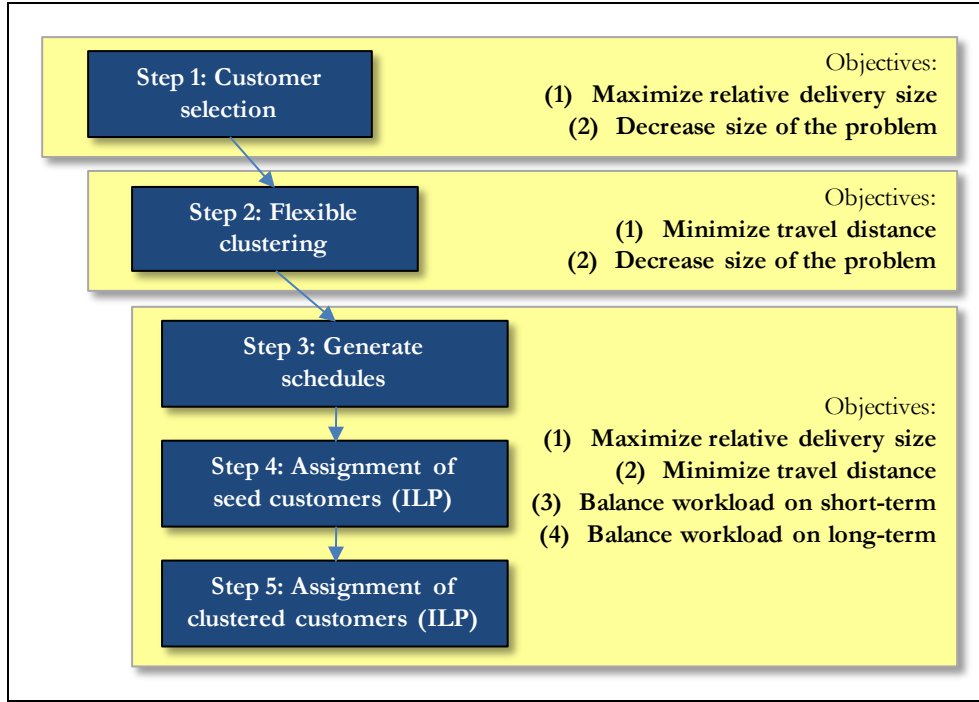 Step 1: Customer
selection
Objectives:
(1) Maximize relative delivery size
(2) Decrease size of the problem
Step 2: Flexible
clustering
Objectives:
(1) Minimize travel distance
(2) Decrease size of the problem
Step 3: Generate
schedules
Step 4: Assignment of
seed customers (ILP)
Step 5: Assignment of
clustered customers (ILP)
Objectives:
(1) Maximize relative delivery size
(2) Minimize travel distance
(3) Balance workload on short-term
(4) Balance workload on long-term